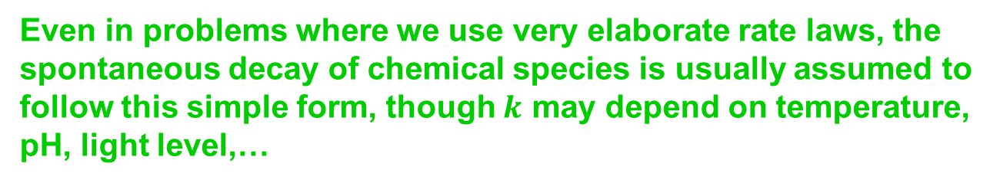 Even in problems where we use very elaborate rate laws, the
spontaneous decay of chemical species is usually assumed to
follow this simple form, though k may depend on temperature,
pH, light level,…